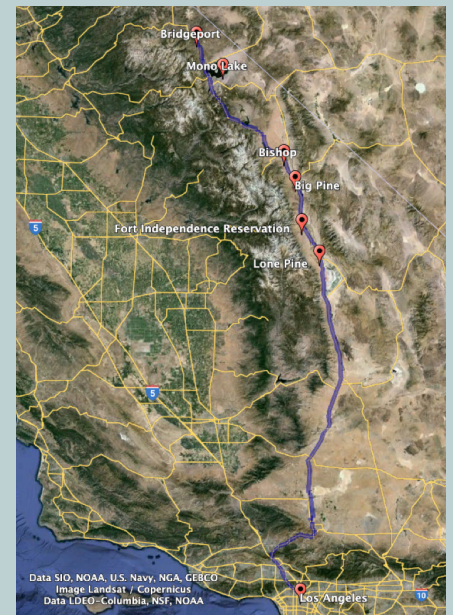 Bridgeport
Mono Lake
Bishop
Big Pine
Fort Independence Reservation
5
Lone Pine
5
Data SIO, NOAA, U.S. Navy, NGA, GEBCO
Image Landsat / Copernicus
Data LDEO-Columbia, NSF, NOAA
10
Los Angeles